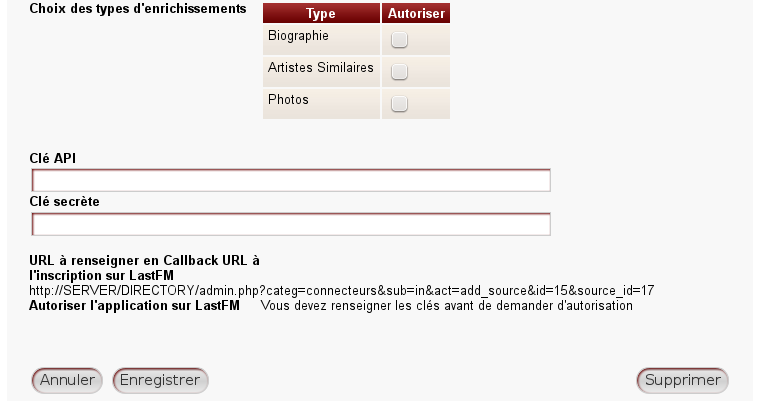 Choix des types d'enrichissements
Type Autoriser
Biographie
Artistes Similaires
Photos
Clé API
Clé secrète
URL à renseigner en Callback URL à
l'inscription sur LastFM
http://SERVER/DIRECTORY/admin.php?categ=connecteurs&sub=in&act=add_source&id=15&source_id=17
Autoriser l'application sur LastFM Vous devez renseigner les clés avant de demander d'autorisation
Annuler Enregistrer Supprimer